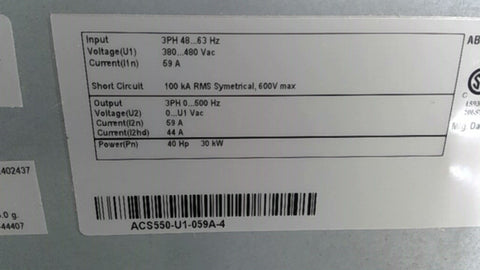 Input 3PH 48...63 Hz
Voltage(U1) 380...480 Vac
Current(I1n) 59 A
Short Circuit 100 kA RMS Symetrical, 600V max
Output 3PH 0...500 Hz
Voltage(U2) 0...U1 Vac
Current(I2n) 59 A
Current(I2hd) 44 A
Power(Pn) 40 Hp 30 kW
ACS550-U1-059A-4
AB
402437
.0 g.
44407